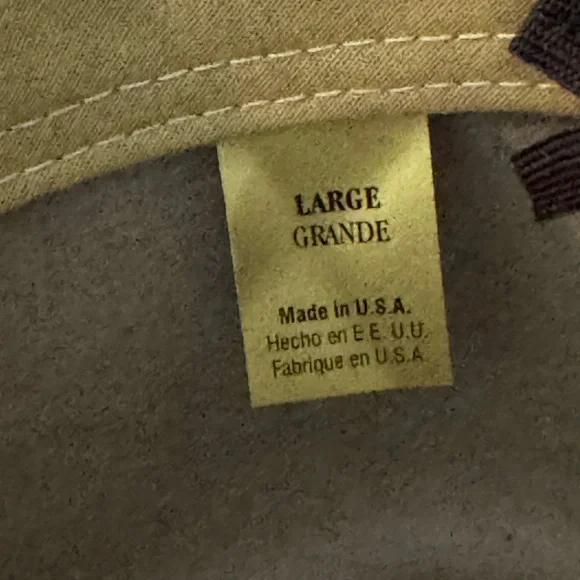 LARGE
GRANDE
Made in U.S.A.
Hecho en E.E. U.U.
Fabrique en U.S.A